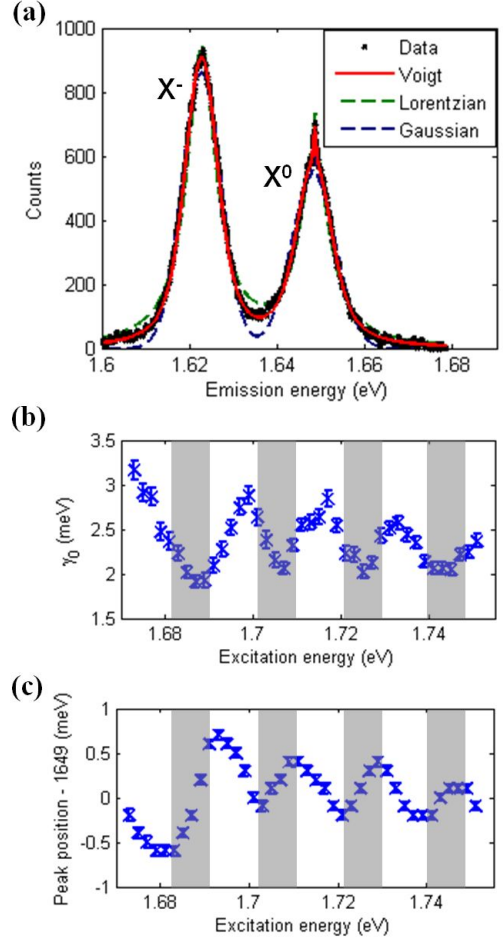 (a)
1000
800
600
400
200
0
Counts
X-
X0
Data
Voigt
Lorentzian
Gaussian
1.6
1.62
1.64
1.66
1.68
Emission energy (eV)
(b)
3.5
3
2.5
2
1.5
γ0 (meV)
1.68
1.7
1.72
1.74
Excitation energy (eV)
(c)
1
0.5
0
-0.5
-1
Peak position - 1649 (meV)
1.68
1.7
1.72
1.74
Excitation energy (eV)